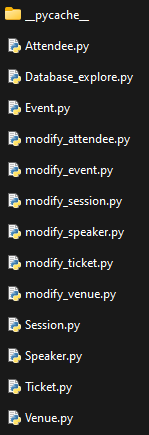 __pycache__
Attendee.py
Database_explore.py
Event.py
modify_attendee.py
modify_event.py
modify_session.py
modify_speaker.py
modify_ticket.py
modify_venue.py
Session.py
Speaker.py
Ticket.py
Venue.py